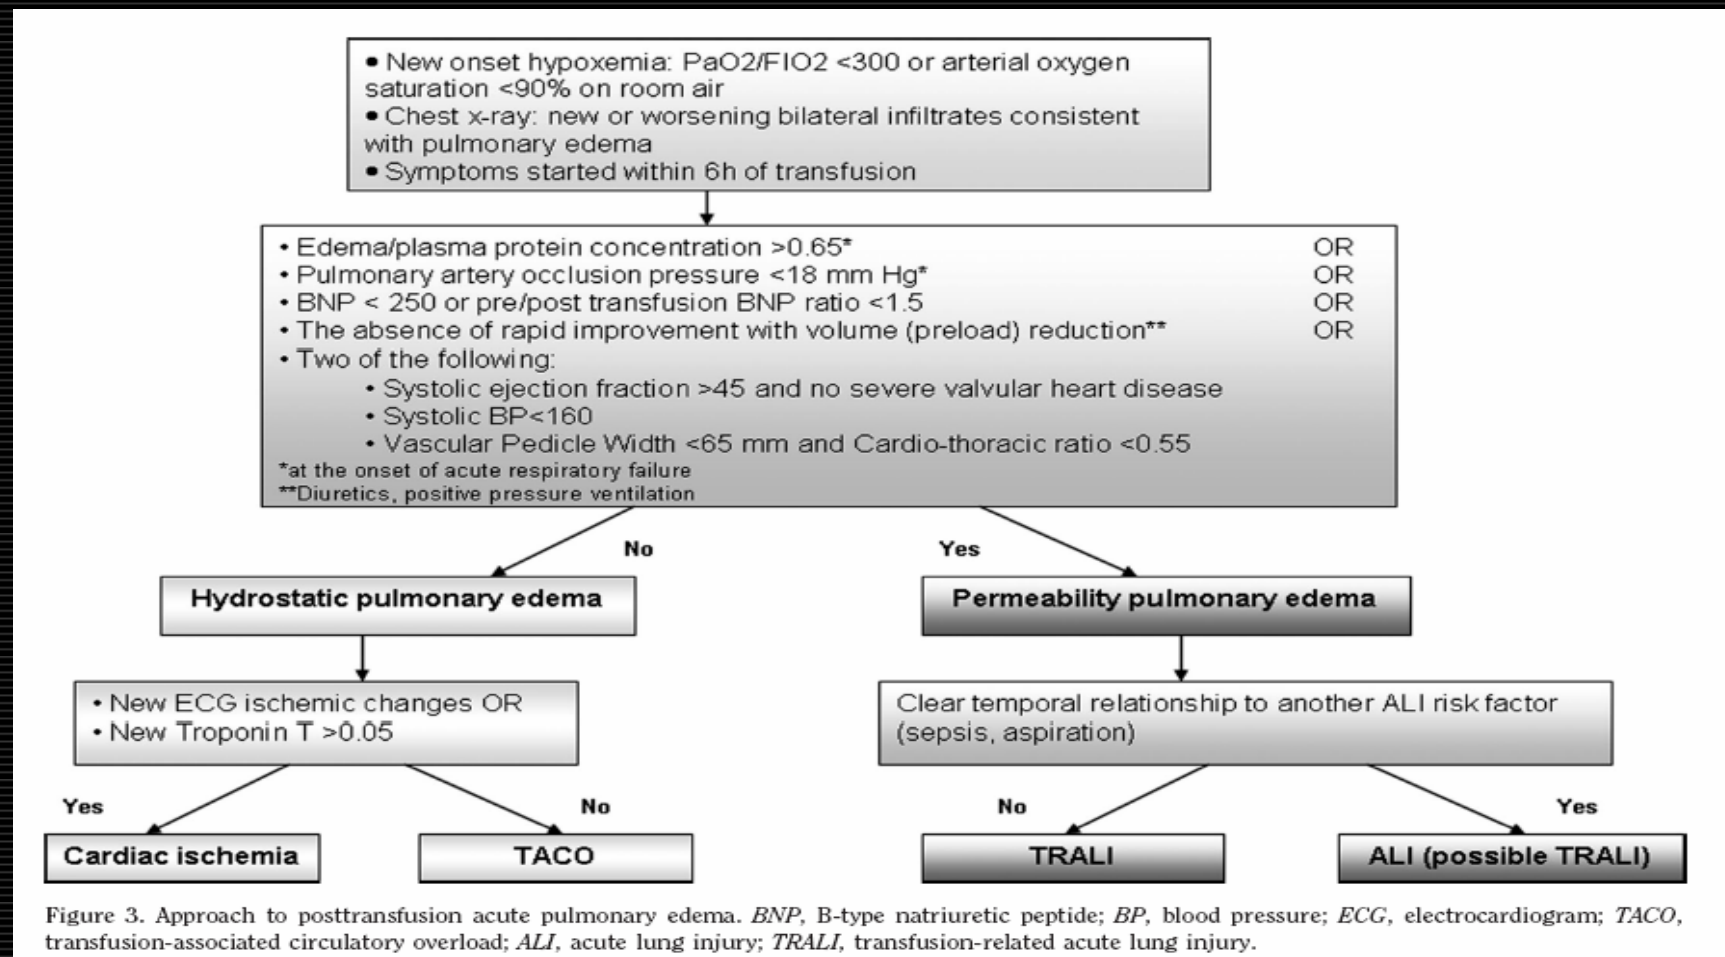 • New onset hypoxemia: PaO2/FIO2 <300 or arterial oxygen
saturation <90% on room air
• Chest x-ray: new or worsening bilateral infiltrates consistent
with pulmonary edema
• Symptoms started within 6h of transfusion
• Edema/plasma protein concentration >0.65* OR
• Pulmonary artery occlusion pressure <18 mm Hg* OR
• BNP < 250 or pre/post transfusion BNP ratio <1.5 OR
• The absence of rapid improvement with volume (preload) reduction** OR
• Two of the following:
• Systolic ejection fraction >45 and no severe valvular heart disease
• Systolic BP<160
• Vascular Pedicle Width <65 mm and Cardio-thoracic ratio <0.55
*at the onset of acute respiratory failure
**Diuretics, positive pressure ventilation
No Yes
Hydrostatic pulmonary edema Permeability pulmonary edema
• New ECG ischemic changes OR
• New Troponin T >0.05
Clear temporal relationship to another ALI risk factor
(sepsis, aspiration)
Yes No No Yes
Cardiac ischemia TACO TRALI ALI (possible TRALI)
Figure 3. Approach to posttransfusion acute pulmonary edema. BNP, B-type natriuretic peptide; BP, blood pressure; ECG, electrocardiogram; TACO,
transfusion-associated circulatory overload; ALI, acute lung injury; TRALI, transfusion-related acute lung injury.